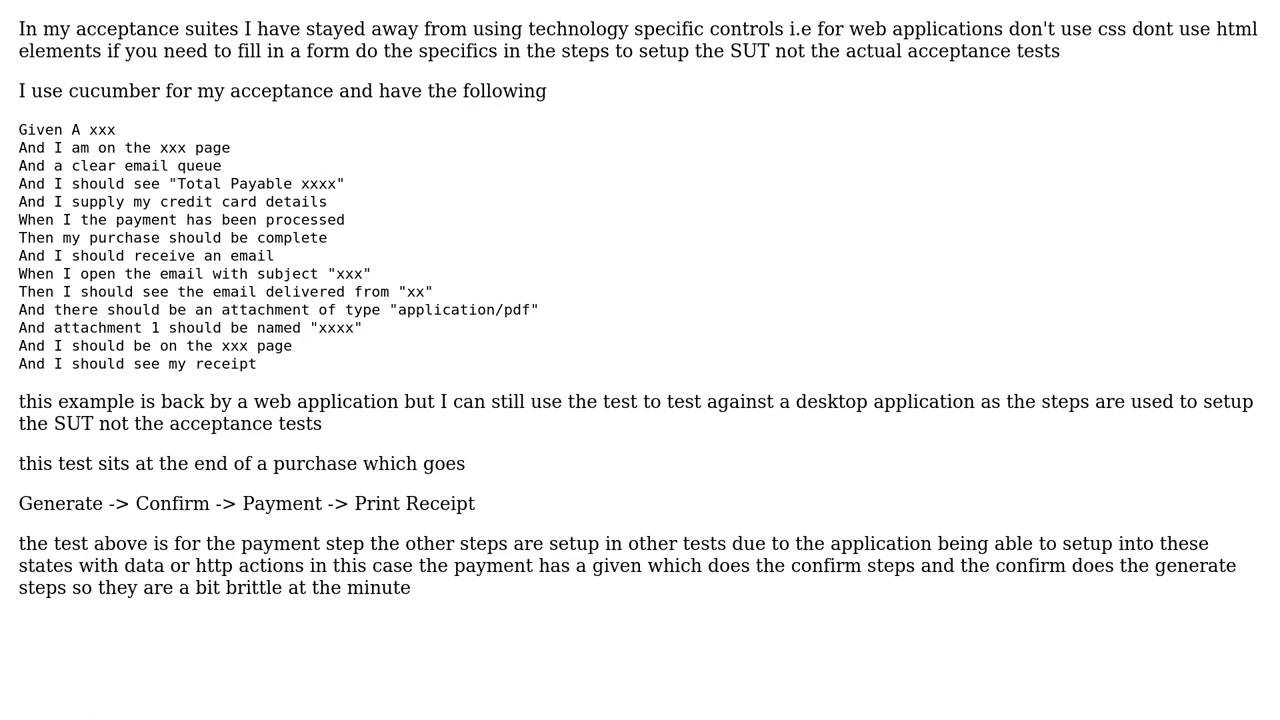 In my acceptance suites I have stayed away from using technology specific controls i.e for web applications don't use css dont use html
elements if you need to fill in a form do the specifics in the steps to setup the SUT not the actual acceptance tests
I use cucumber for my acceptance and have the following
Given A xxx
And I am on the xxx page
And a clear email queue
And I should see "Total Payable xxxx"
And I supply my credit card details
When I the payment has been processed
Then my purchase should be complete
And I should receive an email
When I open the email with subject "xxx"
Then I should see the email delivered from "xx"
And there should be an attachment of type "application/pdf"
And attachment 1 should be named "xxxx"
And I should be on the xxx page
And I should see my receipt
this example is back by a web application but I can still use the test to test against a desktop application as the steps are used to setup
the SUT not the acceptance tests
this test sits at the end of a purchase which goes
Generate -> Confirm -> Payment -> Print Receipt
the test above is for the payment step the other steps are setup in other tests due to the application being able to setup into these
states with data or http actions in this case the payment has a given which does the confirm steps and the confirm does the generate
steps so they are a bit brittle at the minute